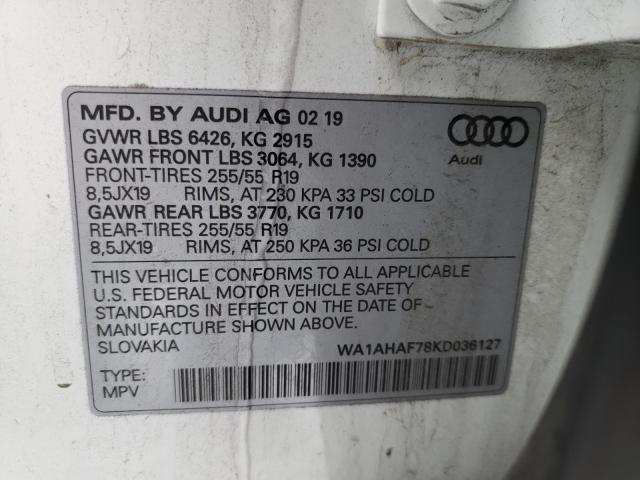 MFD. BY AUDI AG 02 19
GVWR LBS 6426, KG 2915
GAWR FRONT LBS 3064, KG 1390
FRONT-TIRES 255/55 R19
8,5JX19 RIMS, AT 230 KPA 33 PSI COLD
GAWR REAR LBS 3770, KG 1710
REAR-TIRES 255/55 R19
8,5JX19 RIMS, AT 250 KPA 36 PSI COLD
Audi
THIS VEHICLE CONFORMS TO ALL APPLICABLE
U.S. FEDERAL MOTOR VEHICLE SAFETY
STANDARDS IN EFFECT ON THE DATE OF
MANUFACTURE SHOWN ABOVE.
SLOVAKIA WA1AHAF78KD036127
TYPE:
MPV